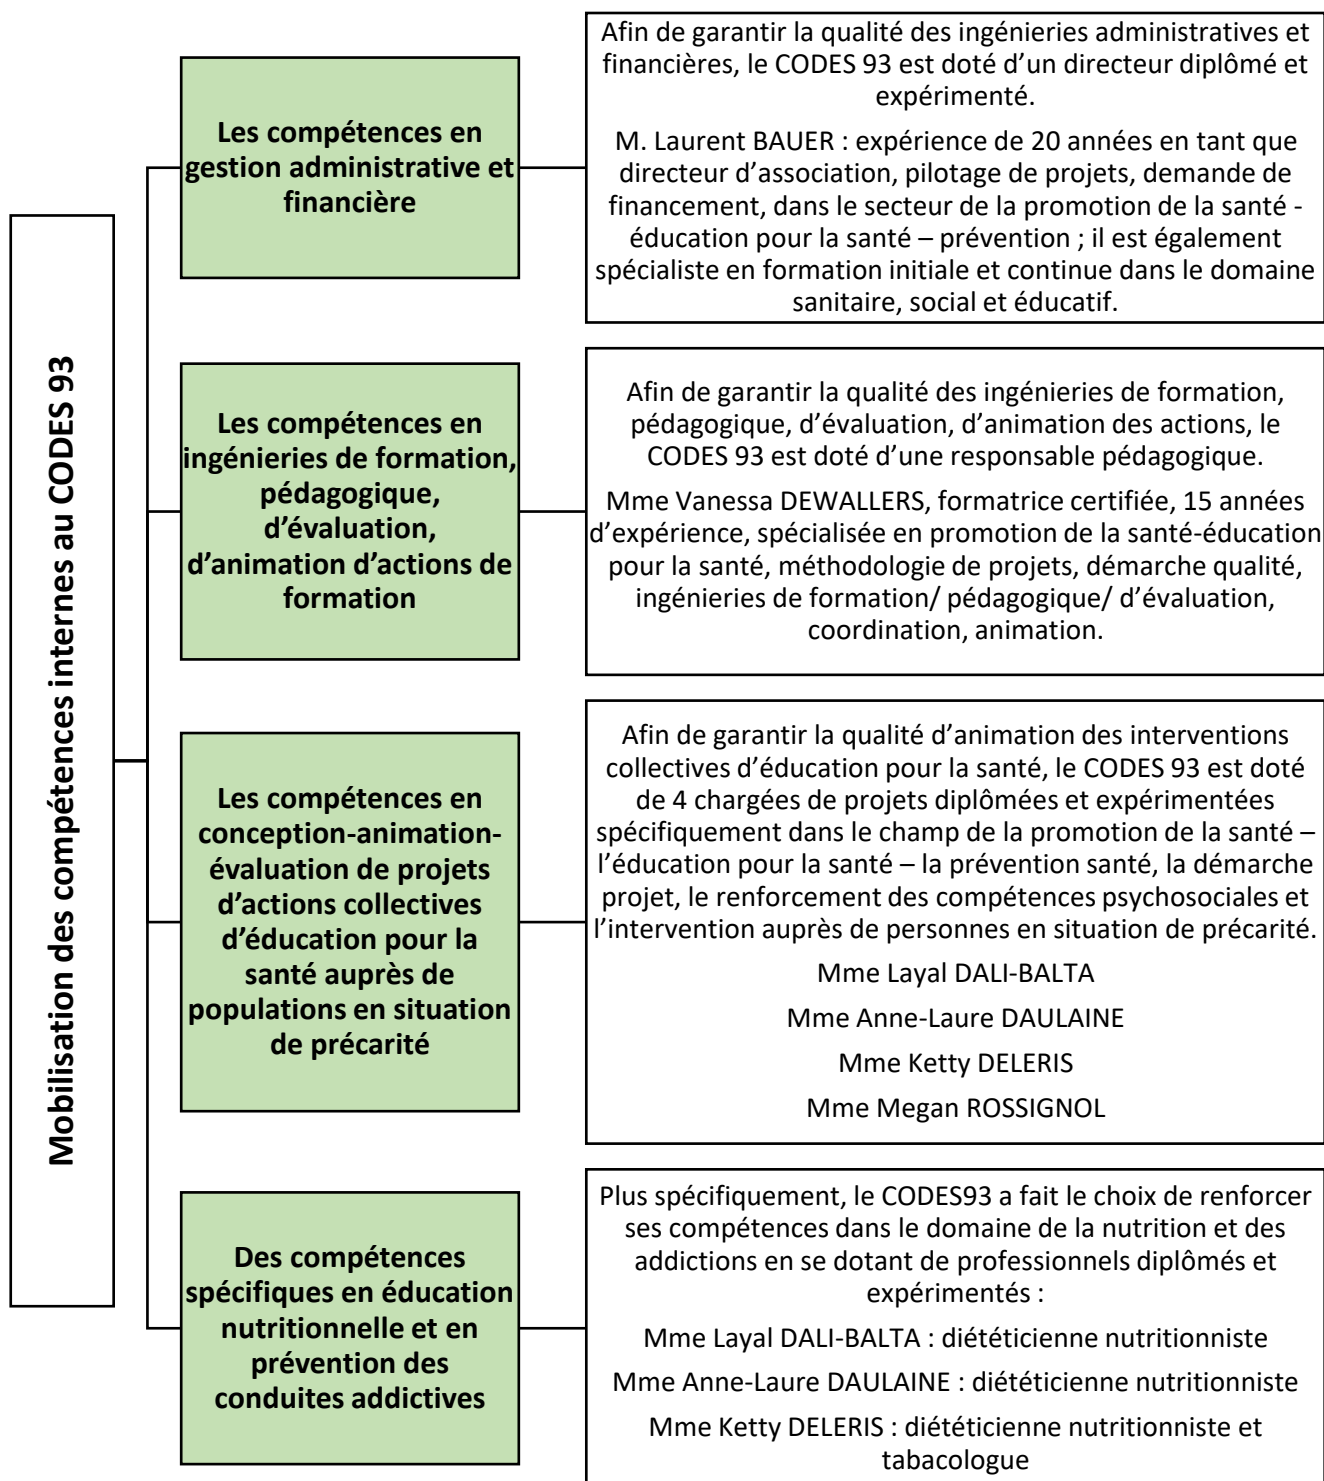 Mobilisation des compétences internes au CODES 93
Les compétences en
gestion administrative et
financière
Afin de garantir la qualité des ingénieries administratives et
financières, le CODES 93 est doté d’un directeur diplômé et
expérimenté.
M. Laurent BAUER : expérience de 20 années en tant que
directeur d’association, pilotage de projets, demande de
financement, dans le secteur de la promotion de la santé -
éducation pour la santé – prévention ; il est également
spécialiste en formation initiale et continue dans le domaine
sanitaire, social et éducatif.
Les compétences en
ingénieries de formation,
pédagogique,
d’évaluation,
d’animation d’actions de
formation
Afin de garantir la qualité des ingénieries de formation,
pédagogique, d’évaluation, d’animation des actions, le
CODES 93 est doté d’une responsable pédagogique.
Mme Vanessa DEWALLERS, formatrice certifiée, 15 années
d’expérience, spécialisée en promotion de la santé-éducation
pour la santé, méthodologie de projets, démarche qualité,
ingénieries de formation/ pédagogique/ d’évaluation,
coordination, animation.
Les compétences en
conception-animation-
évaluation de projets
d’actions collectives
d’éducation pour la
santé auprès de
populations en situation
de précarité
Afin de garantir la qualité d’animation des interventions
collectives d’éducation pour la santé, le CODES 93 est doté
de 4 chargées de projets diplômées et expérimentées
spécifiquement dans le champ de la promotion de la santé –
l’éducation pour la santé – la prévention santé, la démarche
projet, le renforcement des compétences psychosociales et
l’intervention auprès de personnes en situation de précarité.
Mme Layal DALI-BALTA
Mme Anne-Laure DAULAINE
Mme Ketty DELERIS
Mme Megan ROSSIGNOL
Des compétences
spécifiques en éducation
nutritionnelle et en
prévention des
conduites addictives
Plus spécifiquement, le CODES93 a fait le choix de renforcer
ses compétences dans le domaine de la nutrition et des
addictions en se dotant de professionnels diplômés et
expérimentés :
Mme Layal DALI-BALTA : diététicienne nutritionniste
Mme Anne-Laure DAULAINE : diététicienne nutritionniste
Mme Ketty DELERIS : diététicienne nutritionniste et
tabacologue